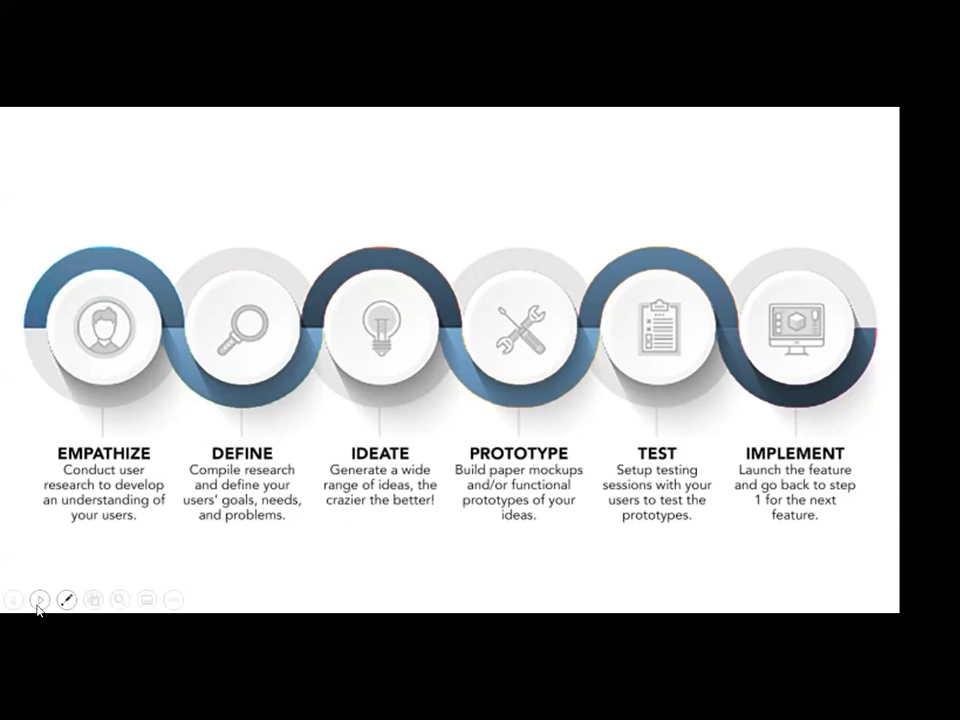 EMPATHIZE
Conduct user
research to develop
an understanding of
your users.
DEFINE
Compile research
and define your
users' goals, needs,
and problems.
IDEATE
Generate a wide
range of ideas, the
crazier the better!
PROTOTYPE
Build paper mockups
and/or functional
prototypes of your
ideas.
TEST
Setup testing
sessions with your
users to test the
prototypes.
IMPLEMENT
Launch the feature
and go back to step
1 for the next
feature.